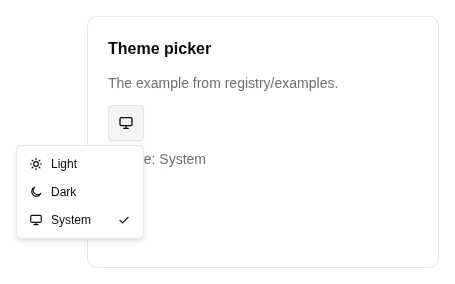 Theme picker
The example from registry/examples.
e: System
Light
Dark
System